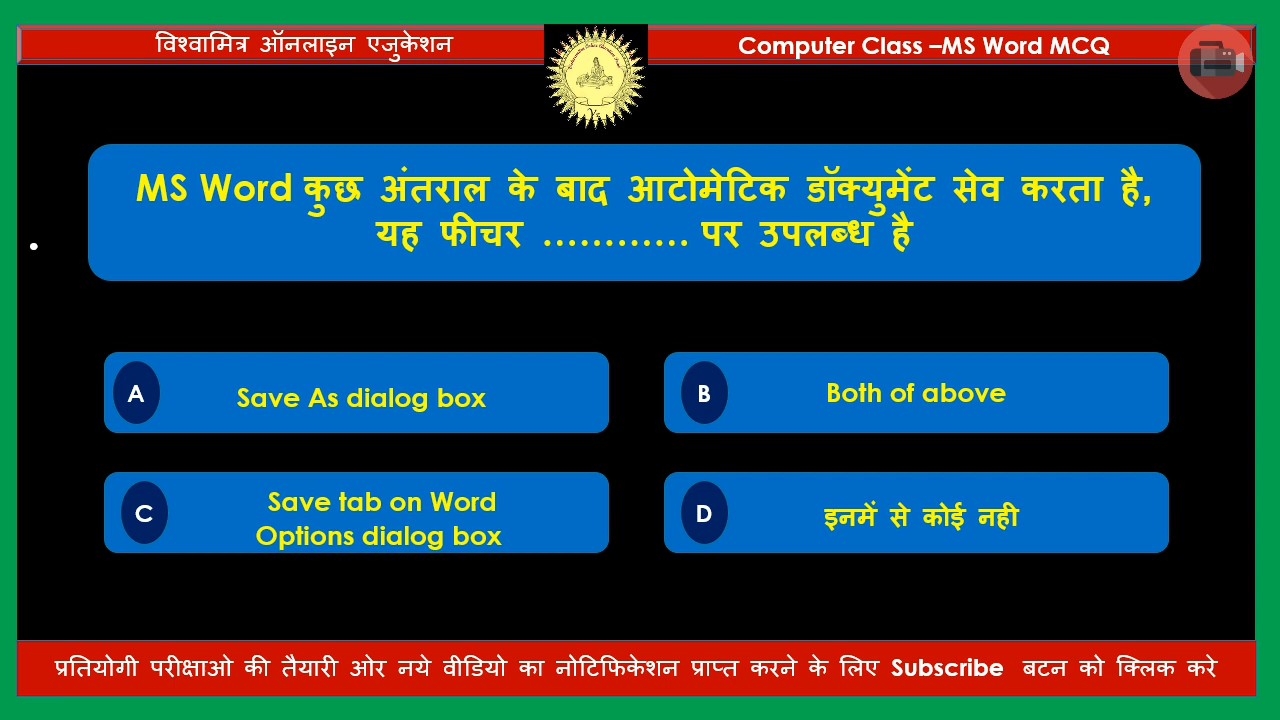 विश्वामित्र ऑनलाइन एजुकेशन
Computer Class –MS Word MCQ
MS Word कुछ अंतराल के बाद आटोमेटिक डॉक्युमेंट सेव करता है,
यह फीचर ............ पर उपलब्ध है
A
Save As dialog box
B
Both of above
C
Save tab on Word
Options dialog box
D
इनमें से कोई नही
प्रतियोगी परीक्षाओ की तैयारी ओर नये वीडियो का नोटिफिकेशन प्राप्त करने के लिए Subscribe बटन को क्लिक करे